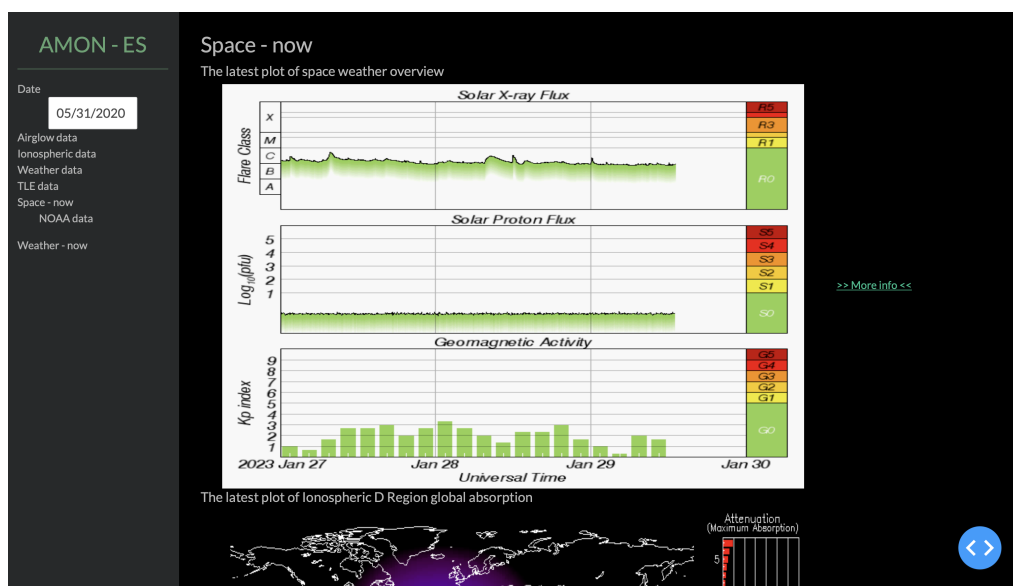 AMON - ES
Date
05/31/2020
Airglow data
Ionospheric data
Weather data
TLE data
Space - now
NOAA data
Weather - now
Space - now
The latest plot of space weather overview
Solar X-ray Flux
Flare Class
X
M
C
B
A
R5
R3
R1
R0
Solar Proton Flux
Log10(pfu)
5
4
3
2
1
S5
S4
S3
S2
S1
S0
>> More info <<
Geomagnetic Activity
Kp index
9
8
7
6
5
4
3
2
1
G5
G4
G3
G2
G1
G0
2023 Jan 27 Jan 28 Jan 29 Jan 30
Universal Time
The latest plot of Ionospheric D Region global absorption
Attenuation
(Maximum Absorption)
5